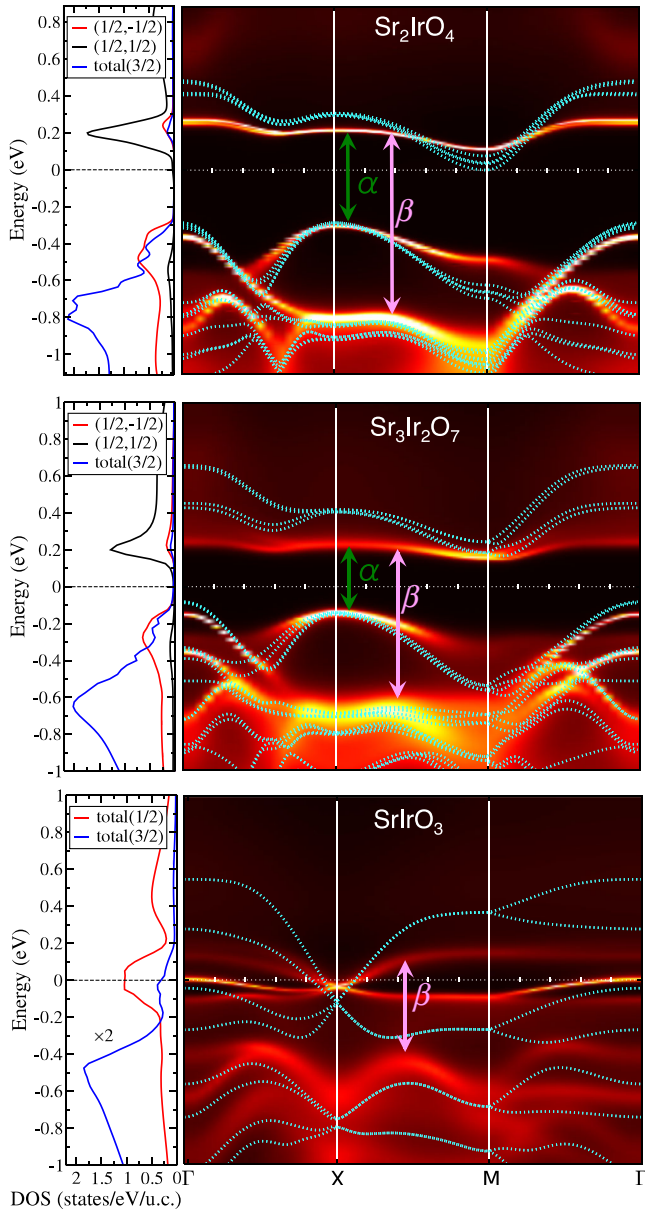 (1/2,-1/2)
(1/2,1/2)
total(3/2)
Sr2IrO4
Energy (eV)
0.8
0.6
0.4
0.2
0
-0.2
-0.4
-0.6
-0.8
-1
α
β
(1/2,-1/2)
(1/2,1/2)
total(3/2)
Sr3Ir2O7
Energy (eV)
1
0.8
0.6
0.4
0.2
0
-0.2
-0.4
-0.6
-0.8
-1
α
β
total(1/2)
total(3/2)
SrIrO3
Energy (eV)
1
0.8
0.6
0.4
0.2
0
-0.2
-0.4
-0.6
-0.8
-1
β
×2
2 1.5 1 0.5 0
Γ X M Γ
DOS (states/eV/u.c.)